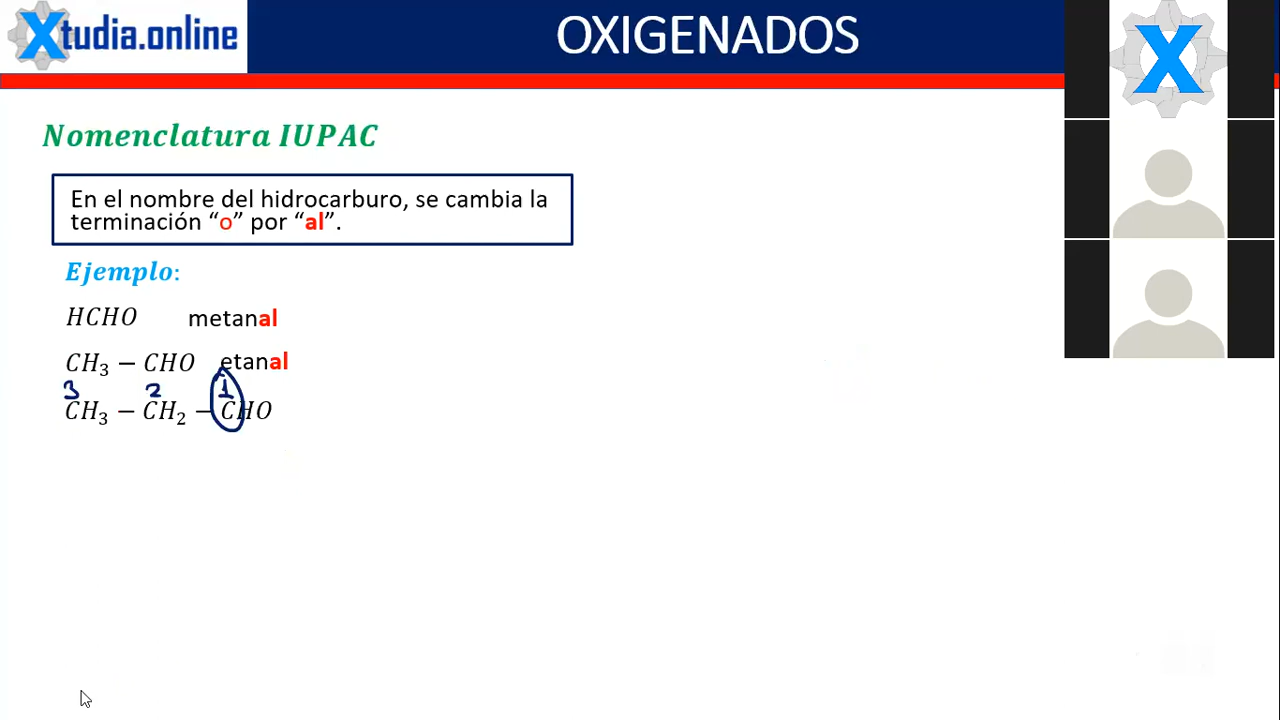 Xtudia.online
OXIGENADOS
X
Nomenclatura IUPAC
En el nombre del hidrocarburo, se cambia la
terminación “o” por “al”.
Ejemplo:
HCHO metanal
CH₃ − CHO etanal
3 2 1
CH₃ − CH₂ − CHO